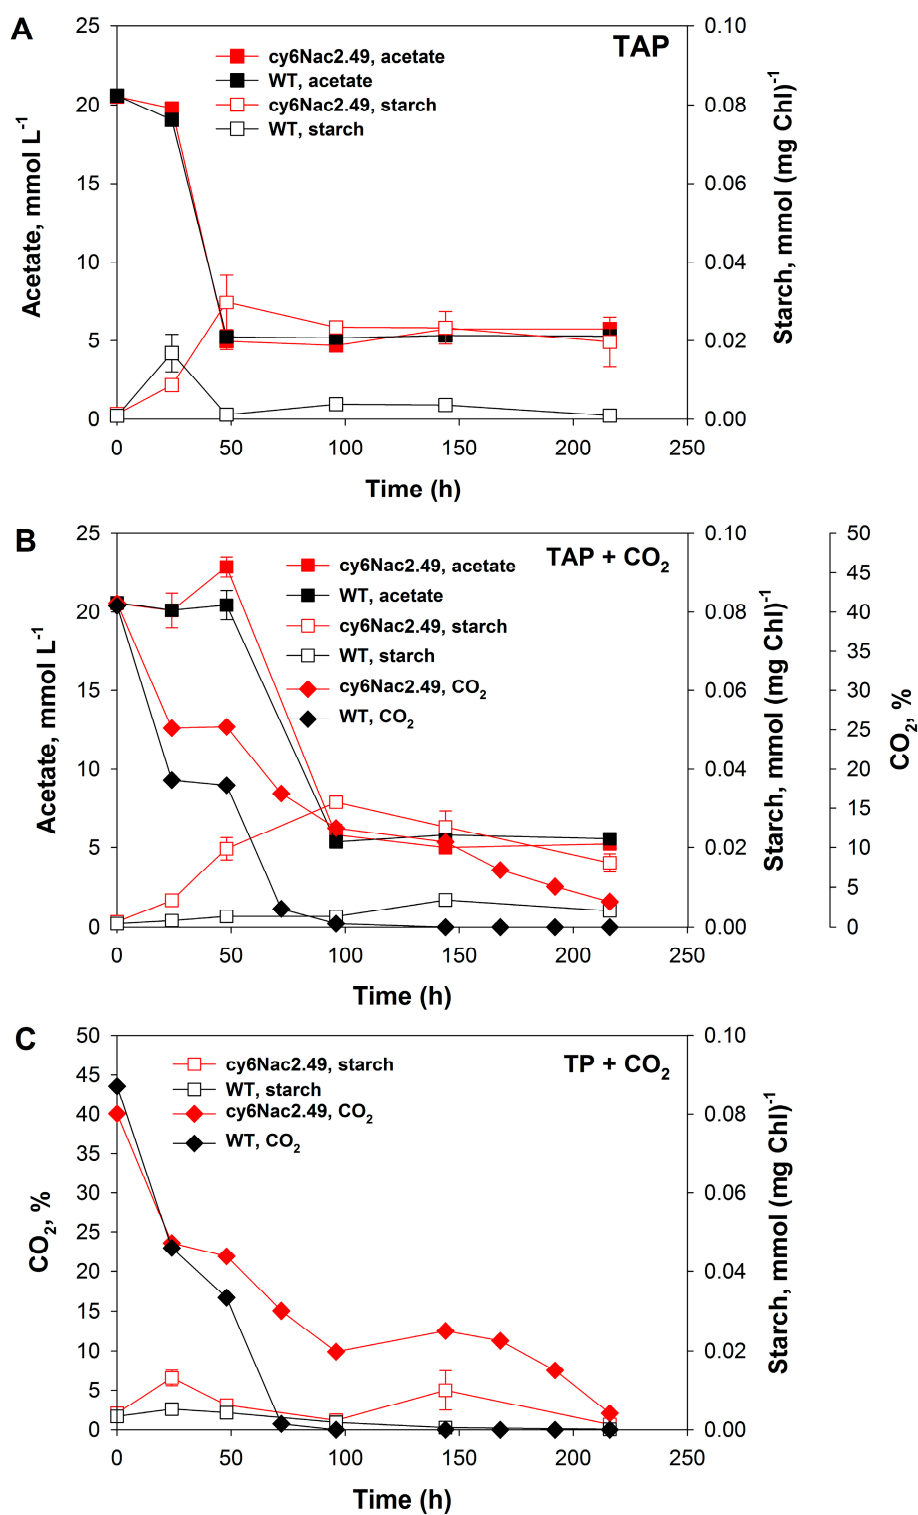 A
TAP
cy6Nac2.49, acetate
WT, acetate
cy6Nac2.49, starch
WT, starch
25
20
15
10
5
0
Acetate, mmol L⁻¹
0.10
0.08
0.06
0.04
0.02
0.00
Starch, mmol (mg Chl)⁻¹
0 50 100 150 200 250
Time (h)
B
TAP + CO₂
cy6Nac2.49, acetate
WT, acetate
cy6Nac2.49, starch
WT, starch
cy6Nac2.49, CO₂
WT, CO₂
25
20
15
10
5
0
Acetate, mmol L⁻¹
0.10
0.08
0.06
0.04
0.02
0.00
Starch, mmol (mg Chl)⁻¹
50
45
40
35
30
25
20
15
10
5
0
CO₂, %
0 50 100 150 200 250
Time (h)
C
TP + CO₂
cy6Nac2.49, starch
WT, starch
cy6Nac2.49, CO₂
WT, CO₂
50
45
40
35
30
25
20
15
10
5
0
CO₂, %
0.10
0.08
0.06
0.04
0.02
0.00
Starch, mmol (mg Chl)⁻¹
0 50 100 150 200 250
Time (h)